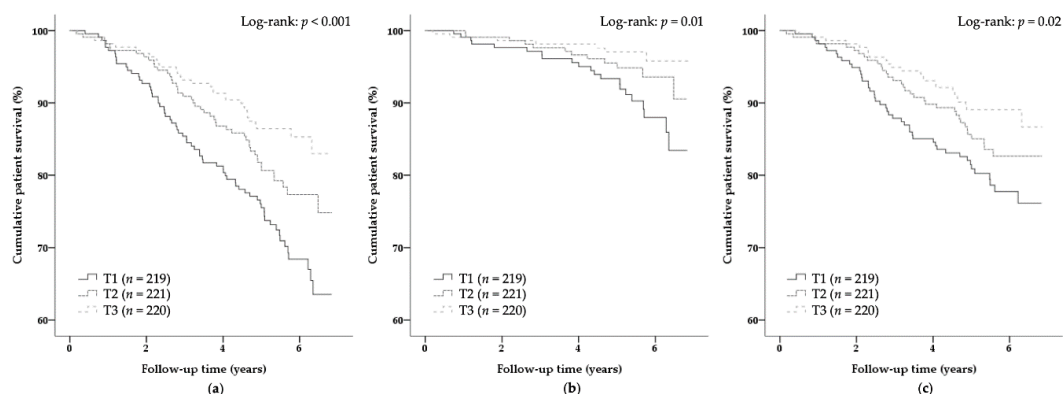 Log-rank: p < 0.001
100
90
80
70
60
Cumulative patient survival (%)
T1 (n = 219)
T2 (n = 221)
T3 (n = 220)
0 2 4 6
Follow-up time (years)
(a)
Log-rank: p = 0.01
100
90
80
70
60
Cumulative patient survival (%)
T1 (n = 219)
T2 (n = 221)
T3 (n = 220)
0 2 4 6
Follow-up time (years)
(b)
Log-rank: p = 0.02
100
90
80
70
60
Cumulative patient survival (%)
T1 (n = 219)
T2 (n = 221)
T3 (n = 220)
0 2 4 6
Follow-up time (years)
(c)